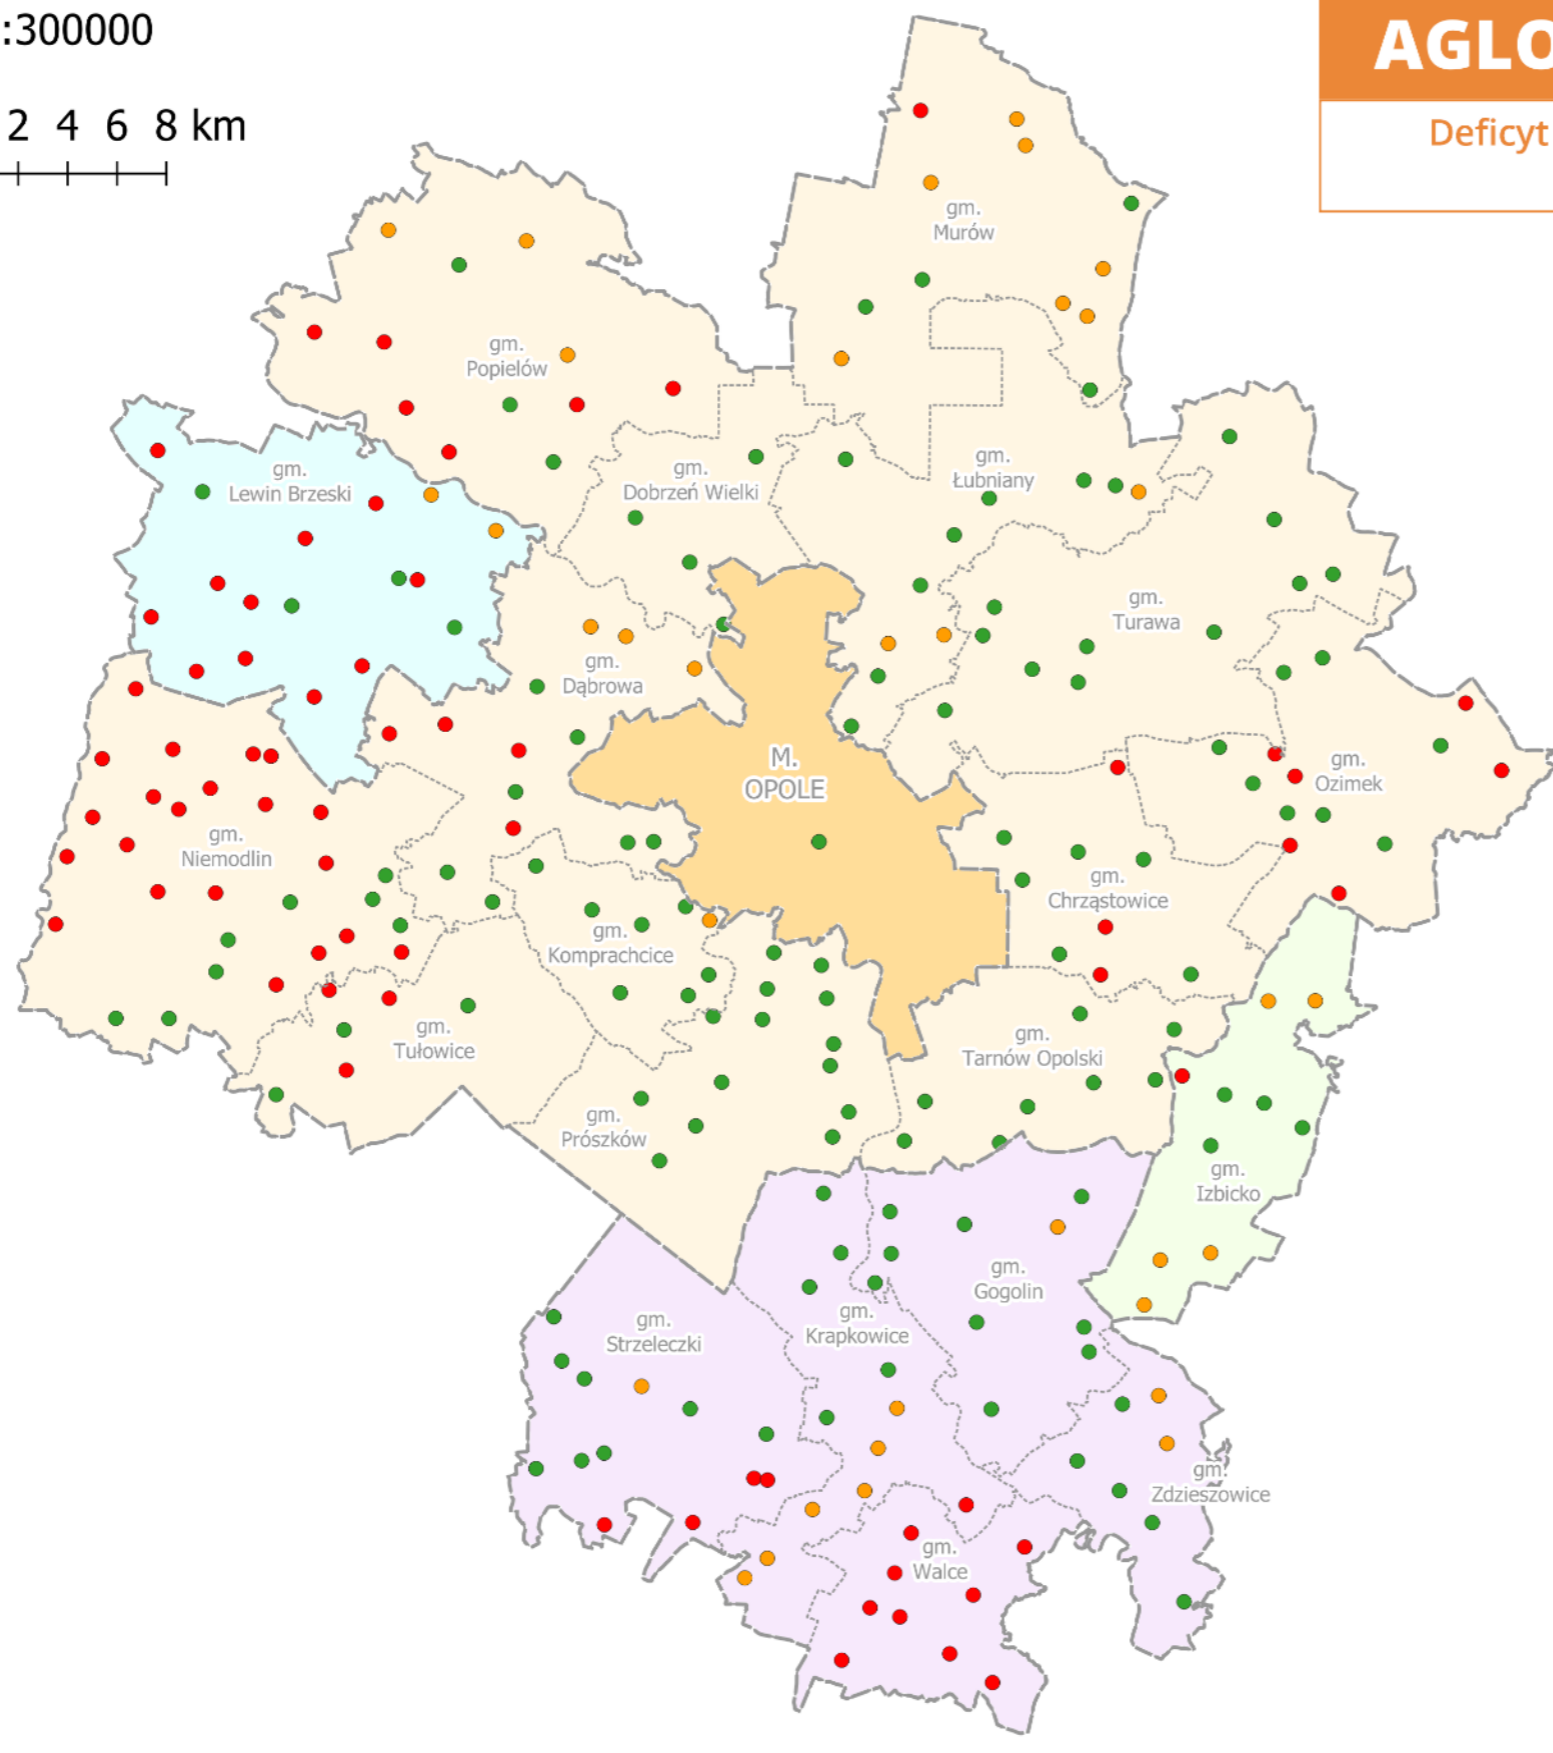 :300000
2 4 6 8 km
AGLO
Deficyt
gm.
Murów
gm.
Popielów
gm.
Lewin Brzeski
gm.
Dobrzeń Wielki
gm.
Łubniany
gm.
Turawa
gm.
Dąbrowa
M.
OPOLE
gm.
Ozimek
gm.
Niemodlin
gm.
Chrząstowice
gm.
Komprachcice
gm.
Tułowice
gm.
Tarnów Opolski
gm.
Prószków
gm.
Izbicko
gm.
Gogolin
gm.
Strzeleczki
gm.
Krapkowice
gm.
Zdzieszowice
gm.
Walce